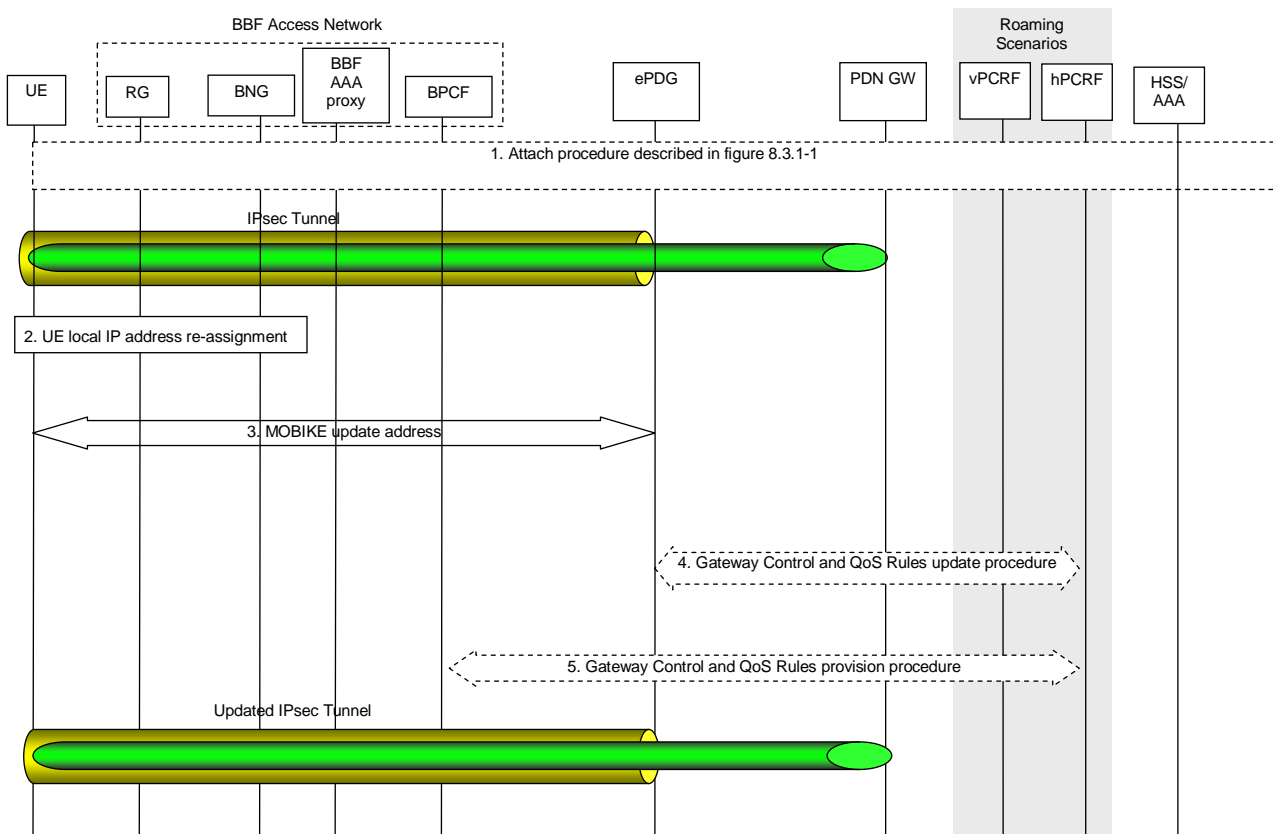 BBF Access Network
Roaming
Scenarios
UE
RG
BNG
BBF
AAA
proxy
BPCF
ePDG
PDN GW
vPCRF
hPCRF
HSS/
AAA
1. Attach procedure described in figure 8.3.1-1
IPsec Tunnel
2. UE local IP address re-assignment
3. MOBIKE update address
4. Gateway Control and QoS Rules update procedure
5. Gateway Control and QoS Rules provision procedure
Updated IPsec Tunnel